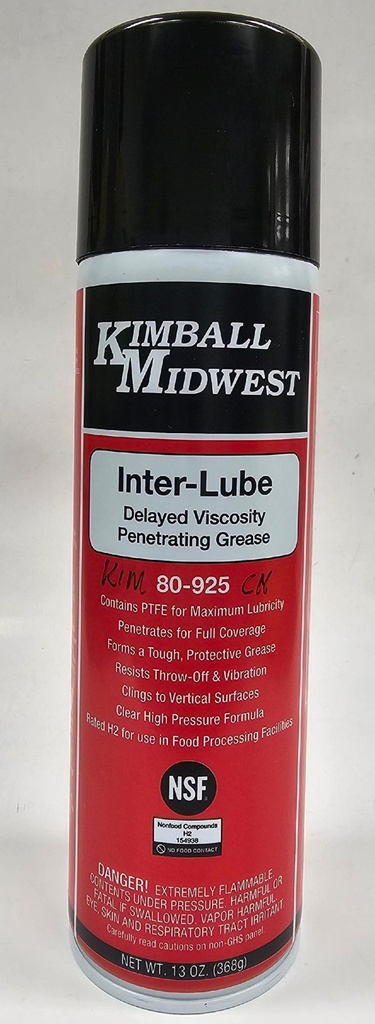 KIMBALL
MIDWEST
Inter-Lube
Delayed Viscosity
Penetrating Grease
KIM 80-925 CN
Contains PTFE for Maximum Lubricity
Penetrates for Full Coverage
Forms a Tough, Protective Grease
Resists Throw-Off & Vibration
Clings to Vertical Surfaces
Clear High Pressure Formula
Rated H2 for use in Food Processing Facilities
NSF
Nonfood Compounds
H2
154938
NO FOOD CONTACT
DANGER! EXTREMELY FLAMMABLE
CONTENTS UNDER PRESSURE. HARMFUL OR
FATAL IF SWALLOWED. VAPOR HARMFUL.
EYE, SKIN AND RESPIRATORY TRACT IRRITANT.
Carefully read cautions on non-GHS panel.
NET WT. 13 OZ. (368g)